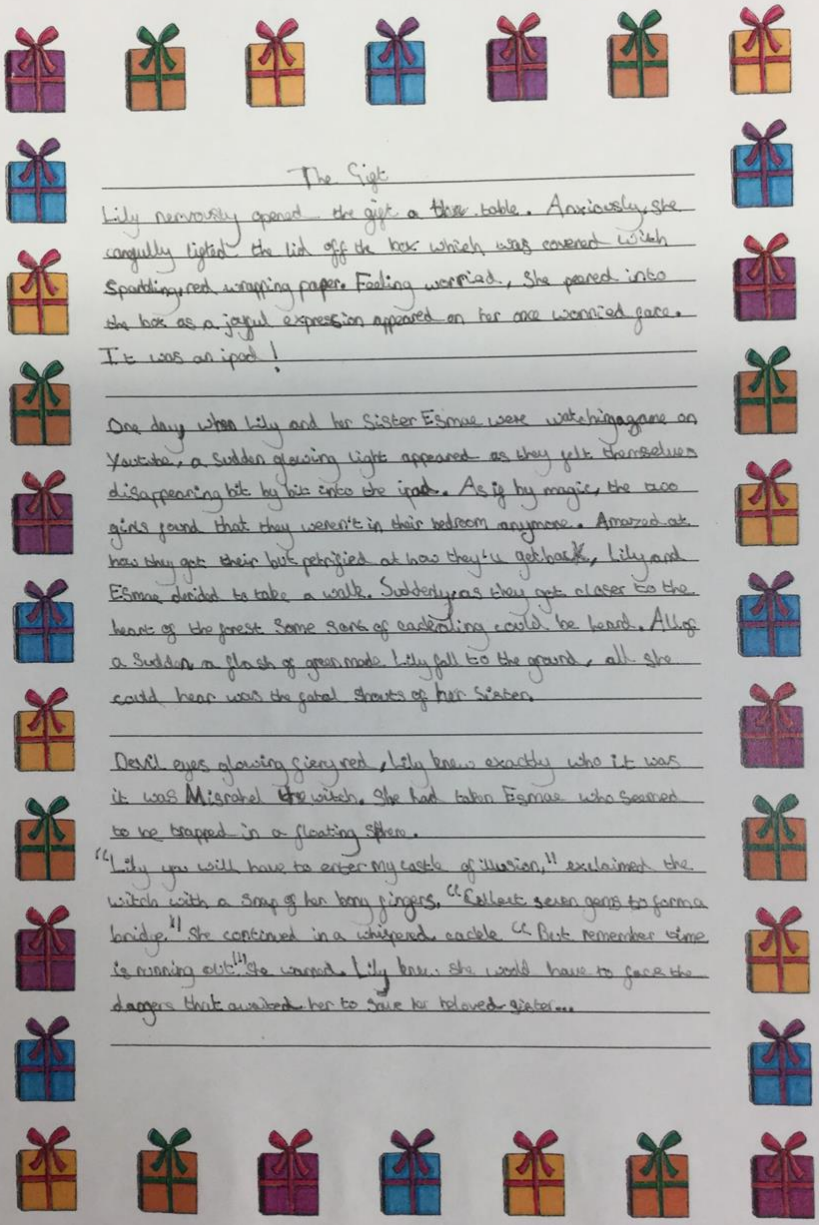 The Gift
Lily nervously opened the gift a the table. Anxiously, she
carefully lifted the lid off the box which was covered with
Sparkling, red wrapping paper. Feeling worried, She peered into
the box as a joyful expression appeared on her once worried face.
It was an ipad!
One day, when Lily and her Sister Esmae were watching a game on
Youtube, a Sudden glowing light appeared as they felt themselves
disappearing bit by bit into the ipad. As if by magic, the two
girls found that they weren't in their bedroom anymore. Amazed at
how they got their but petrified at how they'll get back, Lily and
Esmae decided to take a walk. Suddenly, as they got closer to the
heart of the forest Some sort of cackling could be heard. All of
a Sudden a flash of green made Lily fall to the ground, all she
could hear was the fatal shouts of her Sister.
Devil eyes glowing fiery red, Lily knew exactly who it was
it was Misrahel the witch. She had taken Esmae who seemed
to be trapped in a floating sphere.
"Lily you will have to enter my castle of illusion," exclaimed the
witch with a snap of her bony fingers. "Collect seven gems to form a
bridge." She continued in a whispered cackle "But remember time
is running out!" She warned. Lily knew she would have to face the
dangers that awaited her to save her beloved sister...